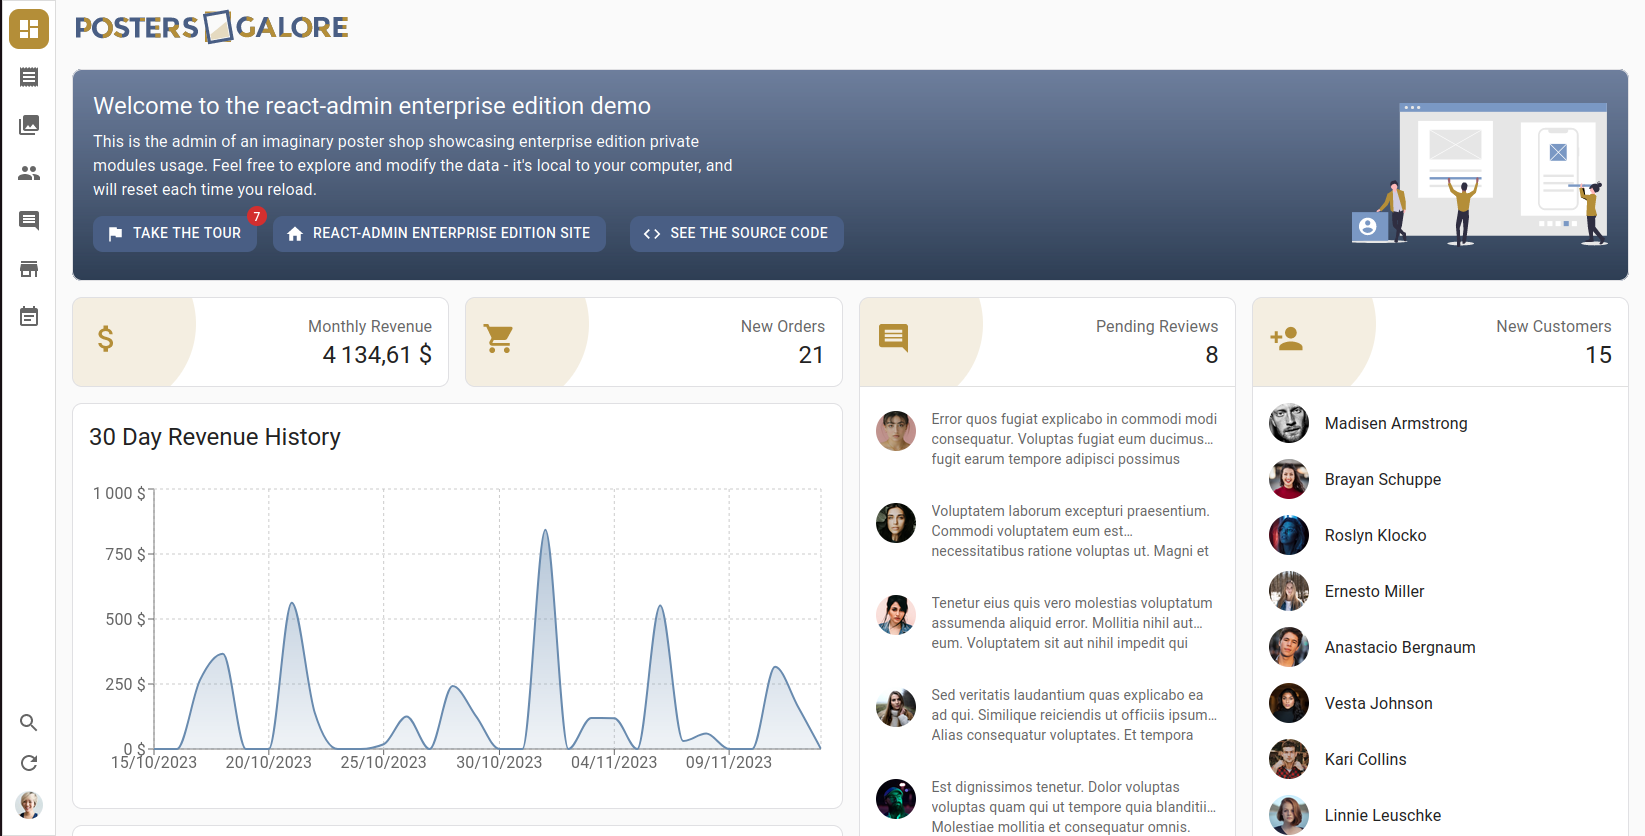 POSTERS GALORE
Welcome to the react-admin enterprise edition demo
This is the admin of an imaginary poster shop showcasing enterprise edition private
modules usage. Feel free to explore and modify the data - it's local to your computer, and
will reset each time you reload.
TAKE THE TOUR
7
REACT-ADMIN ENTERPRISE EDITION SITE
SEE THE SOURCE CODE
Monthly Revenue
4 134,61 $
New Orders
21
30 Day Revenue History
1 000 $
750 $
500 $
250 $
0 $
15/10/2023
20/10/2023
25/10/2023
30/10/2023
04/11/2023
09/11/2023
Pending Reviews
8
Error quos fugiat explicabo in commodi modi
consequatur. Voluptas fugiat eum ducimus…
fugit earum tempore adipisci possimus
Voluptatem laborum excepturi praesentium.
Commodi voluptatem eum est…
necessitatibus ratione voluptas ut. Magni et
Tenetur eius quis vero molestias voluptatum
assumenda aliquid error. Mollitia nihil aut…
eum. Voluptatem sit aut nihil impedit qui
Sed veritatis laudantium quas explicabo ea
ad qui. Similique reiciendis ut officiis ipsum…
Alias consequatur voluptates. Et tempora
Est dignissimos tenetur. Dolor voluptas
voluptas quam qui ut tempore quia blanditii…
Molestiae mollitia et consequatur omnis.
New Customers
15
Madisen Armstrong
Brayan Schuppe
Roslyn Klocko
Ernesto Miller
Anastacio Bergnaum
Vesta Johnson
Kari Collins
Linnie Leuschke